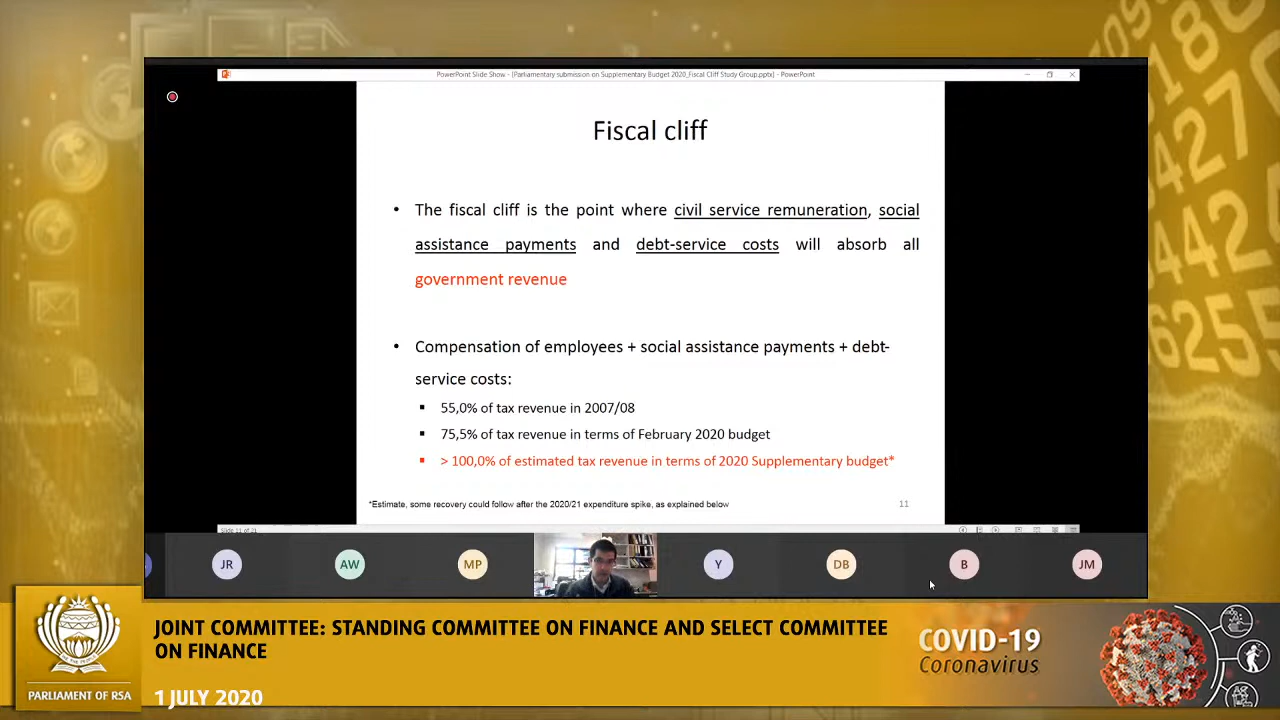 PowerPoint Slide Show - [Parliamentary submission on Supplementary Budget 2020_Fiscal Cliff Study Group.pptx] - PowerPoint
Fiscal cliff
• The fiscal cliff is the point where civil service remuneration, social
assistance payments and debt-service costs will absorb all
government revenue
• Compensation of employees + social assistance payments + debt-
service costs:
▪ 55,0% of tax revenue in 2007/08
▪ 75,5% of tax revenue in terms of February 2020 budget
▪ > 100,0% of estimated tax revenue in terms of 2020 Supplementary budget*
*Estimate, some recovery could follow after the 2020/21 expenditure spike, as explained below
11
Slide 11 of 21
JR
AW
MP
Y
DB
B
JM
JOINT COMMITTEE: STANDING COMMITTEE ON FINANCE AND SELECT COMMITTEE
ON FINANCE
1 JULY 2020
PARLIAMENT OF RSA
COVID-19
Coronavirus